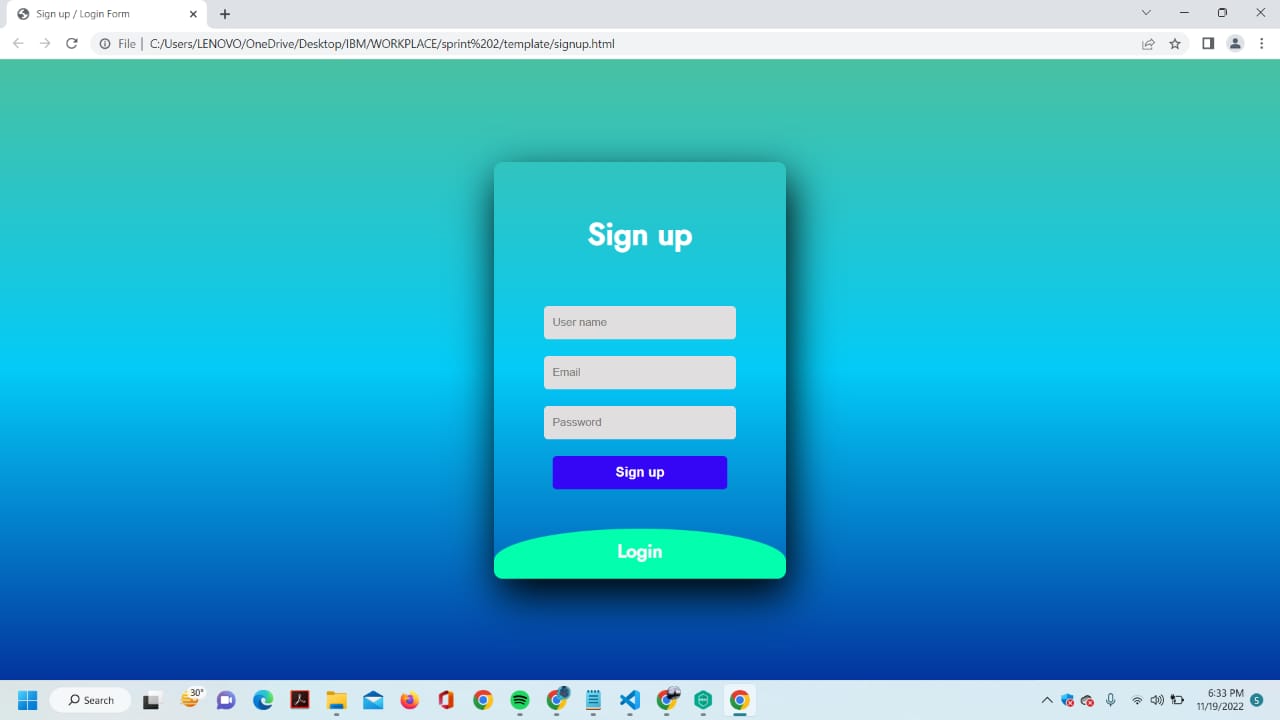 Sign up / Login Form
File | C:/Users/LENOVO/OneDrive/Desktop/IBM/WORKPLACE/sprint%202/template/signup.html
Sign up
User name
Email
Password
Sign up
Login
Search
30°
6:33 PM
11/19/2022
5